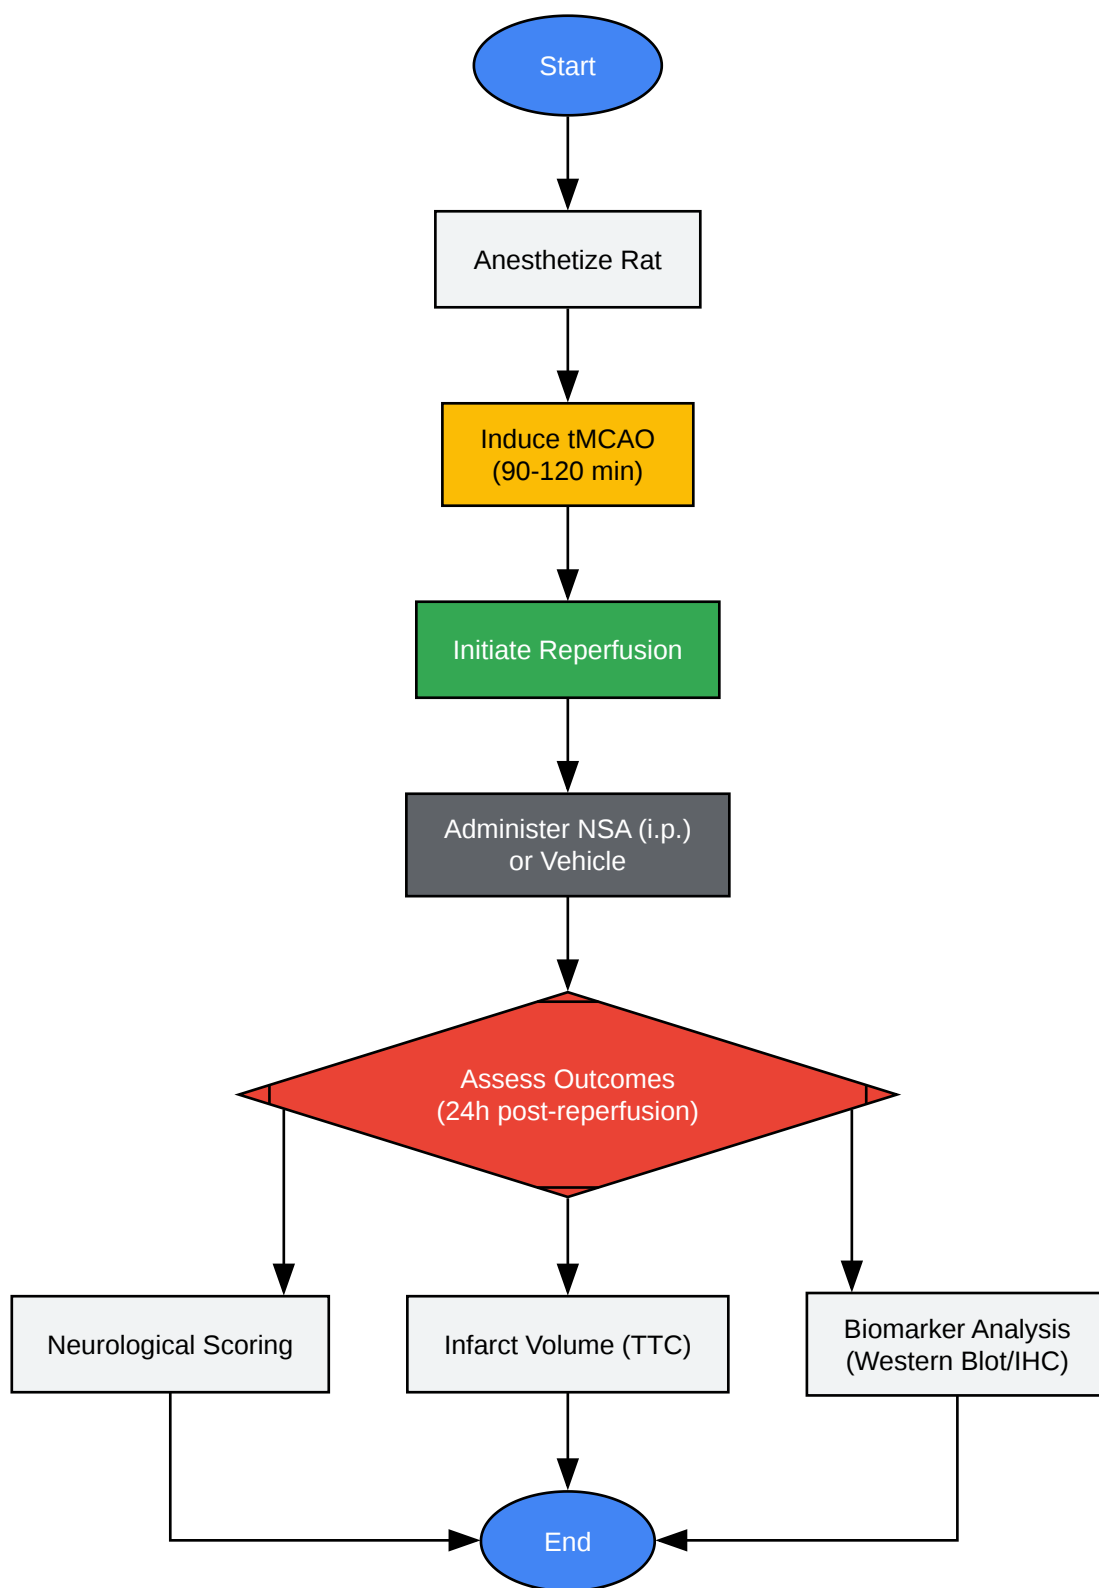 Start
Anesthetize Rat
Induce tMCAO
(90-120 min)
Initiate Reperfusion
Administer NSA (i.p.)
or Vehicle
Assess Outcomes
(24h post-reperfusion)
Neurological Scoring
Infarct Volume (TTC)
Biomarker Analysis
(Western Blot/IHC)
End